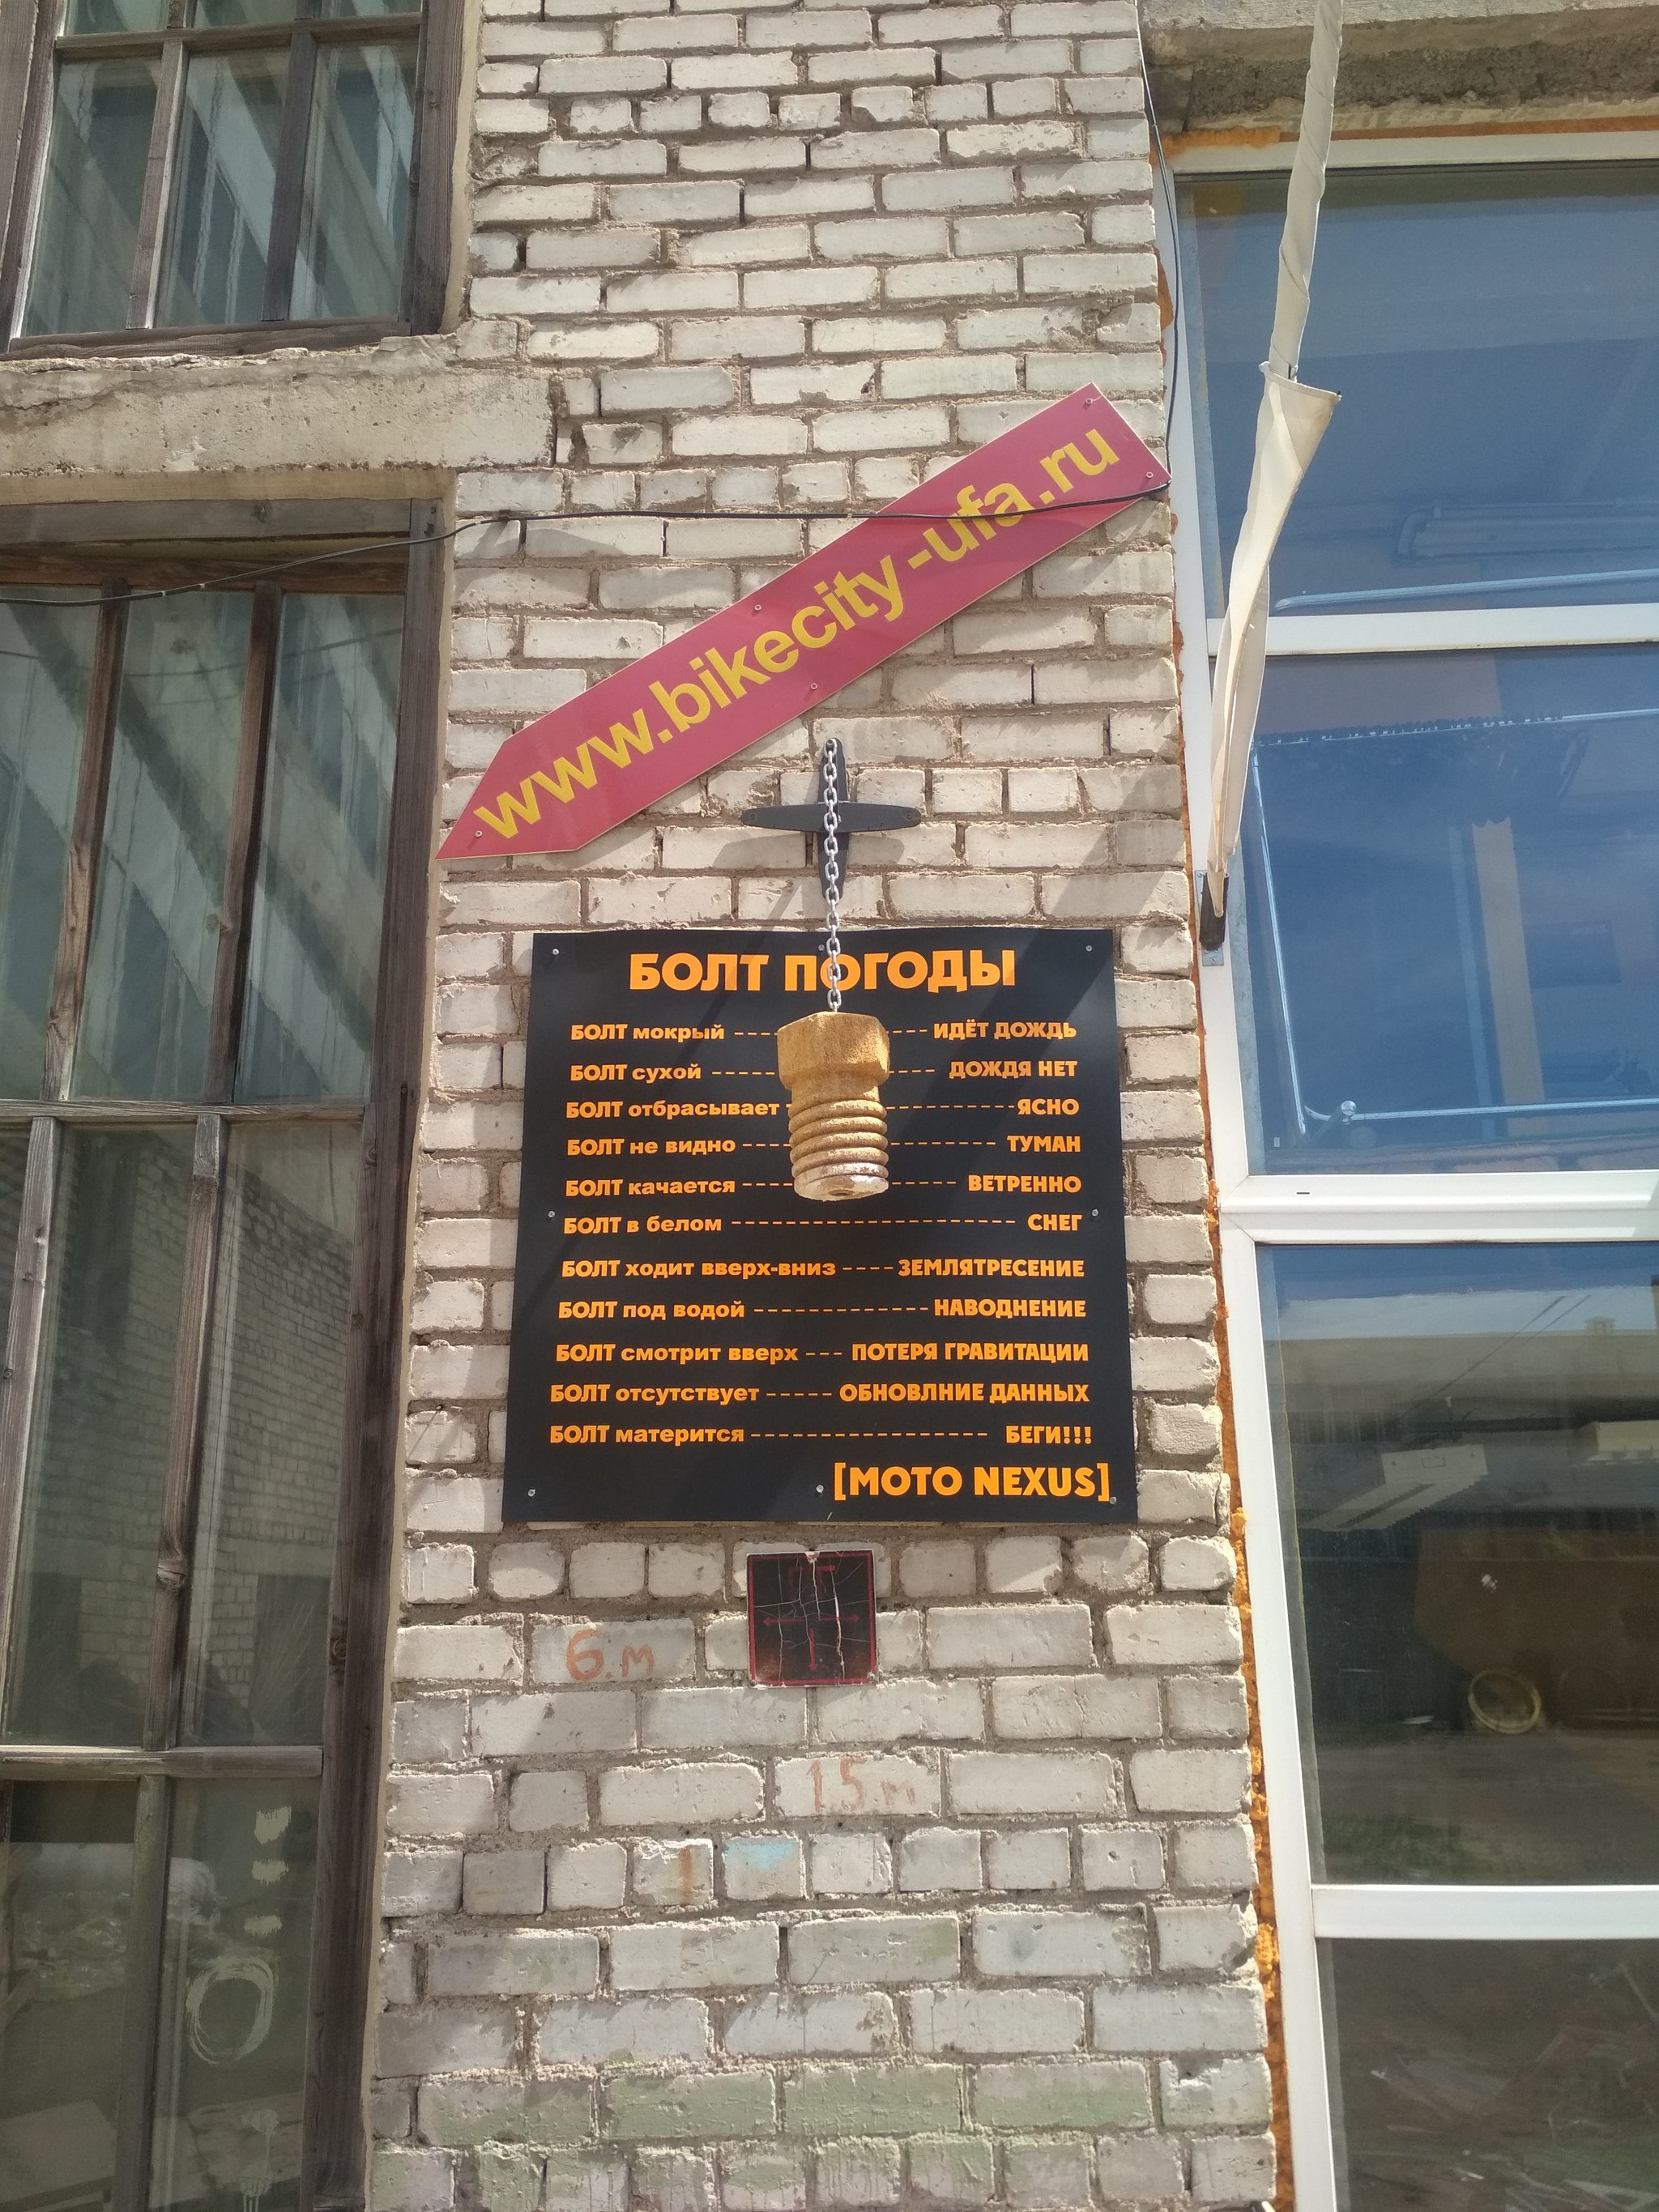 www.bikecity-ufa.ru
БОЛТ ПОГОДЫ
БОЛТ мокрый ---- ---- ИДЁТ ДОЖДЬ
БОЛТ сухой ----- ---- ДОЖДЯ НЕТ
БОЛТ отбрасывает ----------ЯСНО
БОЛТ не видно ---- --------- ТУМАН
БОЛТ качается ---- ------ ВЕТРЕННО
БОЛТ в белом --------------------- СНЕГ
БОЛТ ходит вверх-вниз ----ЗЕМЛЯТРЕСЕНИЕ
БОЛТ под водой -------------НАВОДНЕНИЕ
БОЛТ смотрит вверх --- ПОТЕРЯ ГРАВИТАЦИИ
БОЛТ отсутствует ----- ОБНОВЛНИЕ ДАННЫХ
БОЛТ матерится ------------------ БЕГИ!!!
[MOTO NEXUS]
6.м
1.5 м